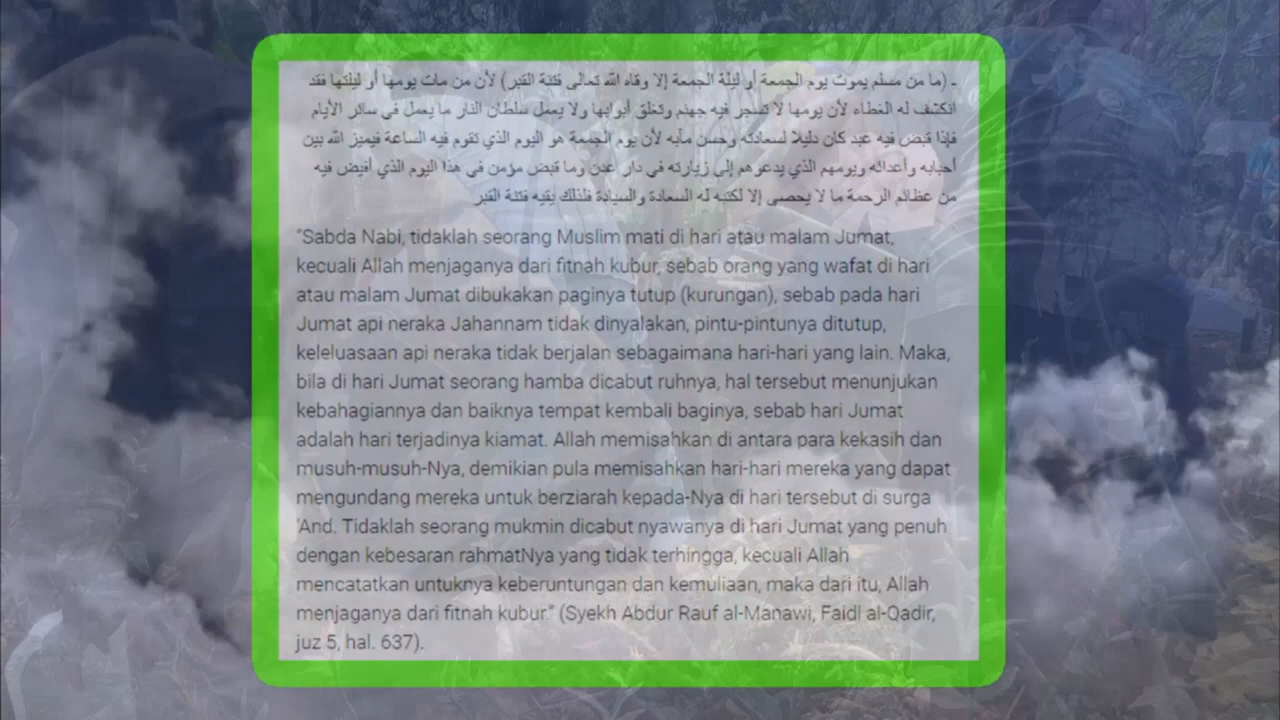 - (ما من مسلم يموت يوم الجمعة أو ليلة الجمعة إلا وقاه الله تعالى فتنة القبر) لأن من مات يومها أو ليلتها فقد
انكشف له الغطاء لأن يومها لا تسجر فيه جهنم وتغلق أبوابها ولا يعمل سلطان النار ما يعمل في سائر الأيام
فإذا قبض فيه عبد كان دليلا لسعادته وحسن مآبه لأن يوم الجمعة هو اليوم الذي تقوم فيه الساعة فيميز الله بين
أحبابه وأعدائه ويومهم الذي يدعوهم إلى زيارته في دار عدن وما قبض مؤمن في هذا اليوم الذي أفيض فيه
من عظائم الرحمة ما لا يحصى إلا لكتبه له السعادة والسيادة فلذلك يقيه فتنة القبر
“Sabda Nabi, tidaklah seorang Muslim mati di hari atau malam Jumat,
kecuali Allah menjaganya dari fitnah kubur, sebab orang yang wafat di hari
atau malam Jumat dibukakan paginya tutup (kurungan), sebab pada hari
Jumat api neraka Jahannam tidak dinyalakan, pintu-pintunya ditutup,
keleluasaan api neraka tidak berjalan sebagaimana hari-hari yang lain. Maka,
bila di hari Jumat seorang hamba dicabut ruhnya, hal tersebut menunjukan
kebahagiannya dan baiknya tempat kembali baginya, sebab hari Jumat
adalah hari terjadinya kiamat. Allah memisahkan di antara para kekasih dan
musuh-musuh-Nya, demikian pula memisahkan hari-hari mereka yang dapat
mengundang mereka untuk berziarah kepada-Nya di hari tersebut di surga
‘And. Tidaklah seorang mukmin dicabut nyawanya di hari Jumat yang penuh
dengan kebesaran rahmatNya yang tidak terhingga, kecuali Allah
mencatatkan untuknya keberuntungan dan kemuliaan, maka dari itu, Allah
menjaganya dari fitnah kubur.” (Syekh Abdur Rauf al-Manawi, Faidl al-Qadir,
juz 5, hal. 637).